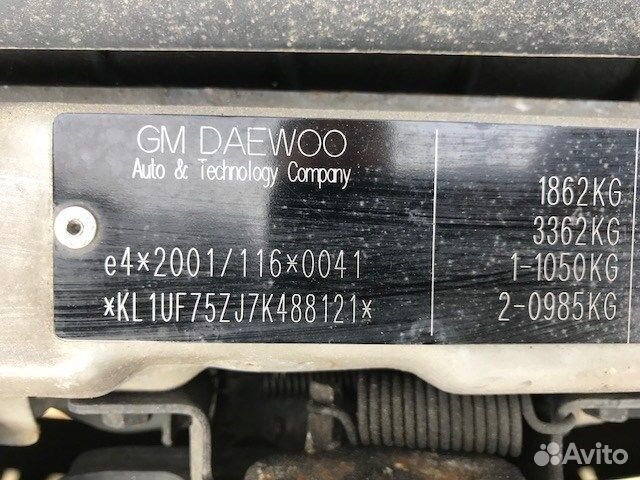 GM DAEWOO
Auto & Technology Company
e4*2001/116*0041
*KL1UF75ZJ7K488121*
1862KG
3362KG
1-1050KG
2-0985KG
Avito